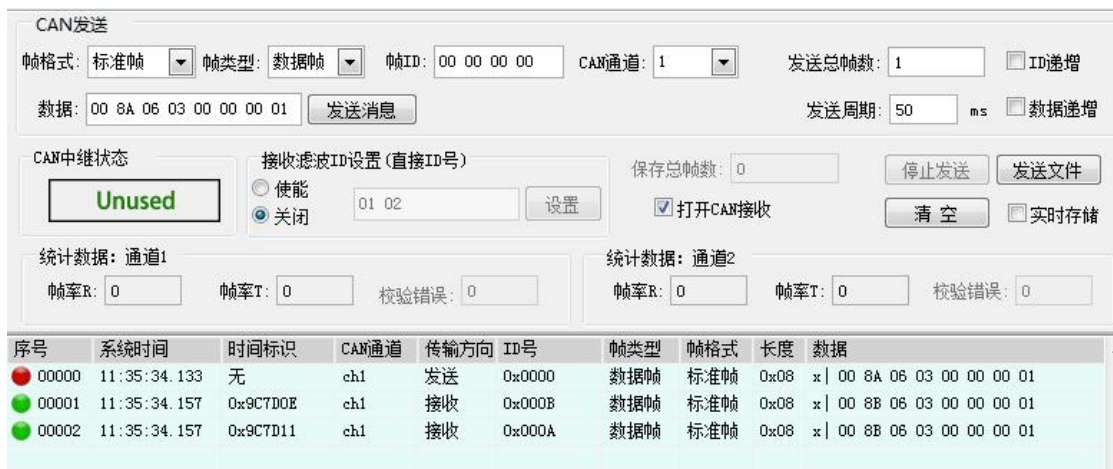 CAN发送
帧格式: 标准帧 帧类型: 数据帧 帧ID: 00 00 00 00 CAN通道: 1 发送总帧数: 1 ID递增
数据: 00 8A 06 03 00 00 00 01 发送消息 发送周期: 50 ms 数据递增
CAN中继状态 接收滤波ID设置(直接ID号) 保存总帧数: 0 停止发送 发送文件
Unused 使能 01 02 设置
关闭 打开CAN接收 清 空 实时存储
统计数据: 通道1 统计数据: 通道2
帧率R: 0 帧率T: 0 校验错误: 0 帧率R: 0 帧率T: 0 校验错误: 0
序号 系统时间 时间标识 CAN通道 传输方向 ID号 帧类型 帧格式 长度 数据
00000 11:35:34.133 无 ch1 发送 0x0000 数据帧 标准帧 0x08 x| 00 8A 06 03 00 00 00 01
00001 11:35:34.157 0x9C7D0E ch1 接收 0x000B 数据帧 标准帧 0x08 x| 00 8B 06 03 00 00 00 01
00002 11:35:34.157 0x9C7D11 ch1 接收 0x000A 数据帧 标准帧 0x08 x| 00 8B 06 03 00 00 00 01